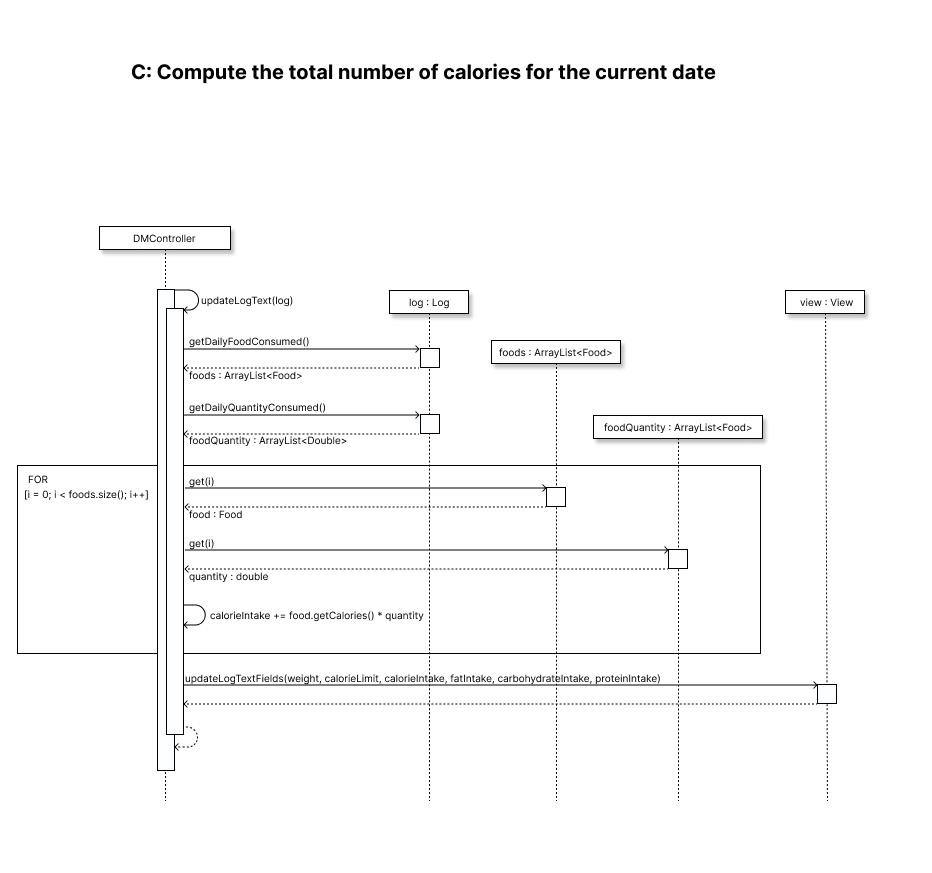 C: Compute the total number of calories for the current date
DMController
updateLogText(log)
log : Log
view : View
getDailyFoodConsumed()
foods : ArrayList<Food>
foods : ArrayList<Food>
getDailyQuantityConsumed()
foodQuantity : ArrayList<Food>
foodQuantity : ArrayList<Double>
FOR
[i = 0; i < foods.size(); i++]
get(i)
food : Food
get(i)
quantity : double
calorieIntake += food.getCalories() * quantity
updateLogTextFields(weight, calorieLimit, calorieIntake, fatIntake, carbohydrateIntake, proteinIntake)